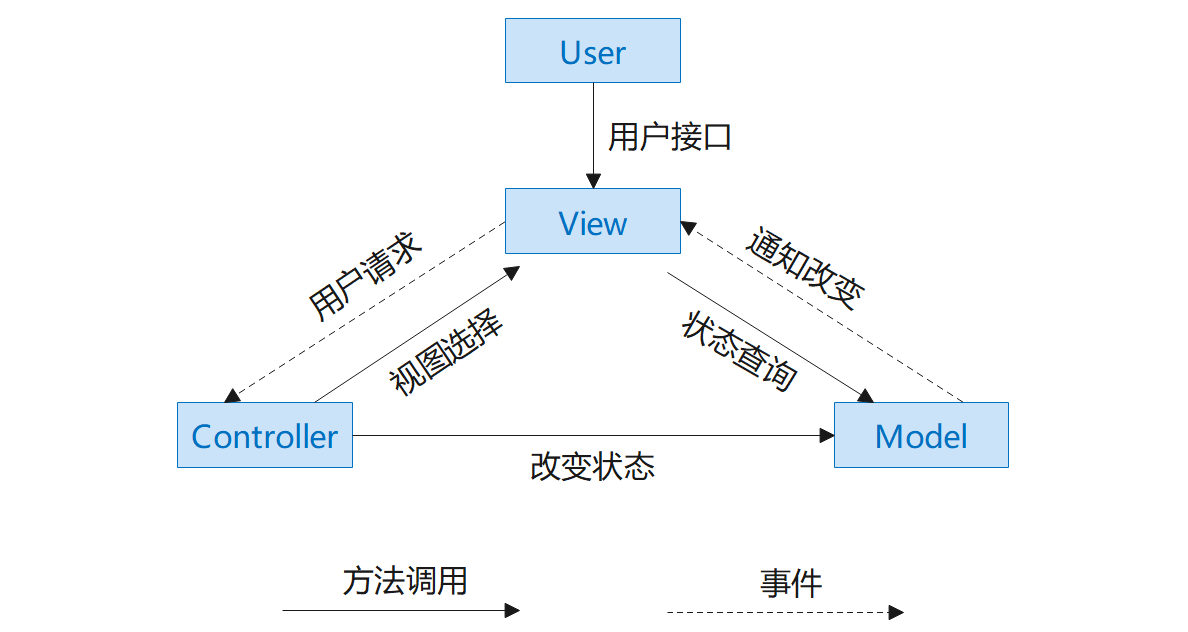 User
用户接口
View
用户请求
通知改变
视图选择
状态查询
Controller
Model
改变状态
方法调用
事件